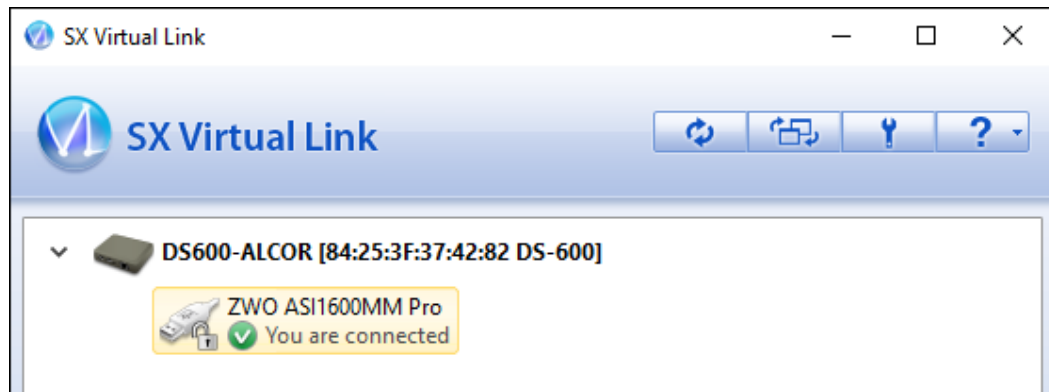 SX Virtual Link
SX Virtual Link
?
DS600-ALCOR [84:25:3F:37:42:82 DS-600]
ZWO ASI1600MM Pro
You are connected